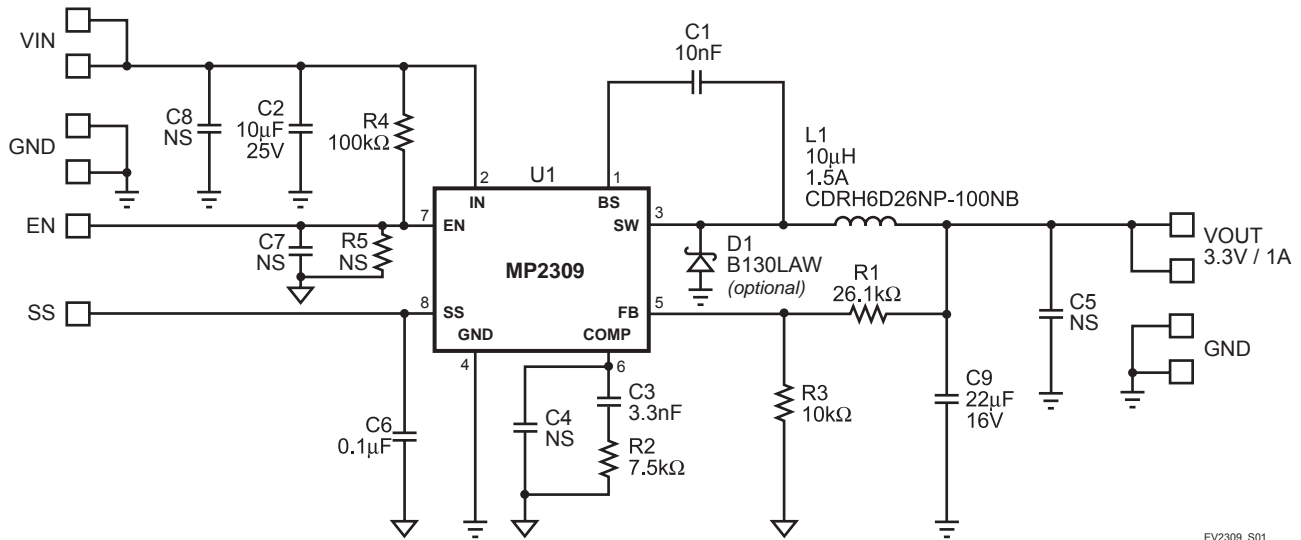 VIN
GND
EN
SS
C8
NS
C2
10µF
25V
R4
100kΩ
C7
NS
R5
NS
C6
0.1µF
U1
MP2309
2
IN
1
BS
7
EN
3
SW
8
SS
5
FB
GND
4
COMP
6
C1
10nF
L1
10µH
1.5A
CDRH6D26NP-100NB
D1
B130LAW
(optional)
R1
26.1kΩ
C4
NS
C3
3.3nF
R2
7.5kΩ
R3
10kΩ
C9
22µF
16V
C5
NS
VOUT
3.3V / 1A
GND
EV2309_S01